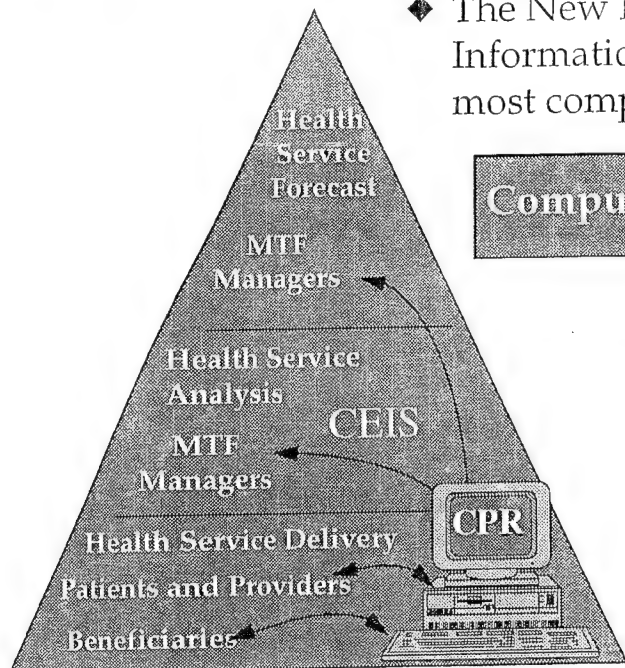 The New
Informatio
most comp
Compu
Health
Service
Forecast
MTF
Managers
Health Service
Analysis
CEIS
MTF
Managers
CPR
Health Service Delivery
Patients and Providers
Beneficiaries